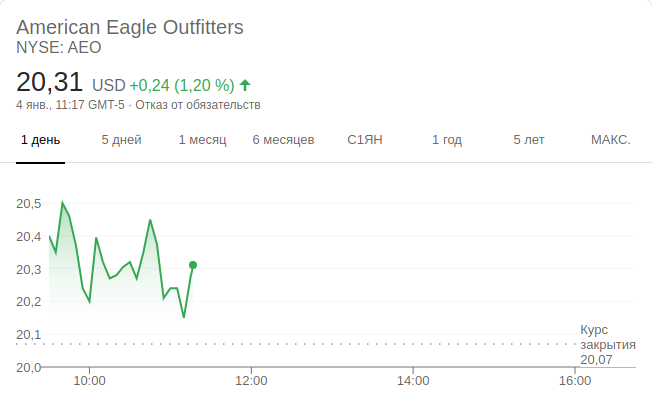 American Eagle Outfitters
NYSE: AEO
20,31 USD +0,24 (1,20 %)
4 янв., 11:17 GMT-5 · Отказ от обязательств
1 день 5 дней 1 месяц 6 месяцев С1ЯН 1 год 5 лет МАКС.
20,5
20,4
20,3
20,2
20,1
20,0
Курс
закрытия
20,07
10:00 12:00 14:00 16:00